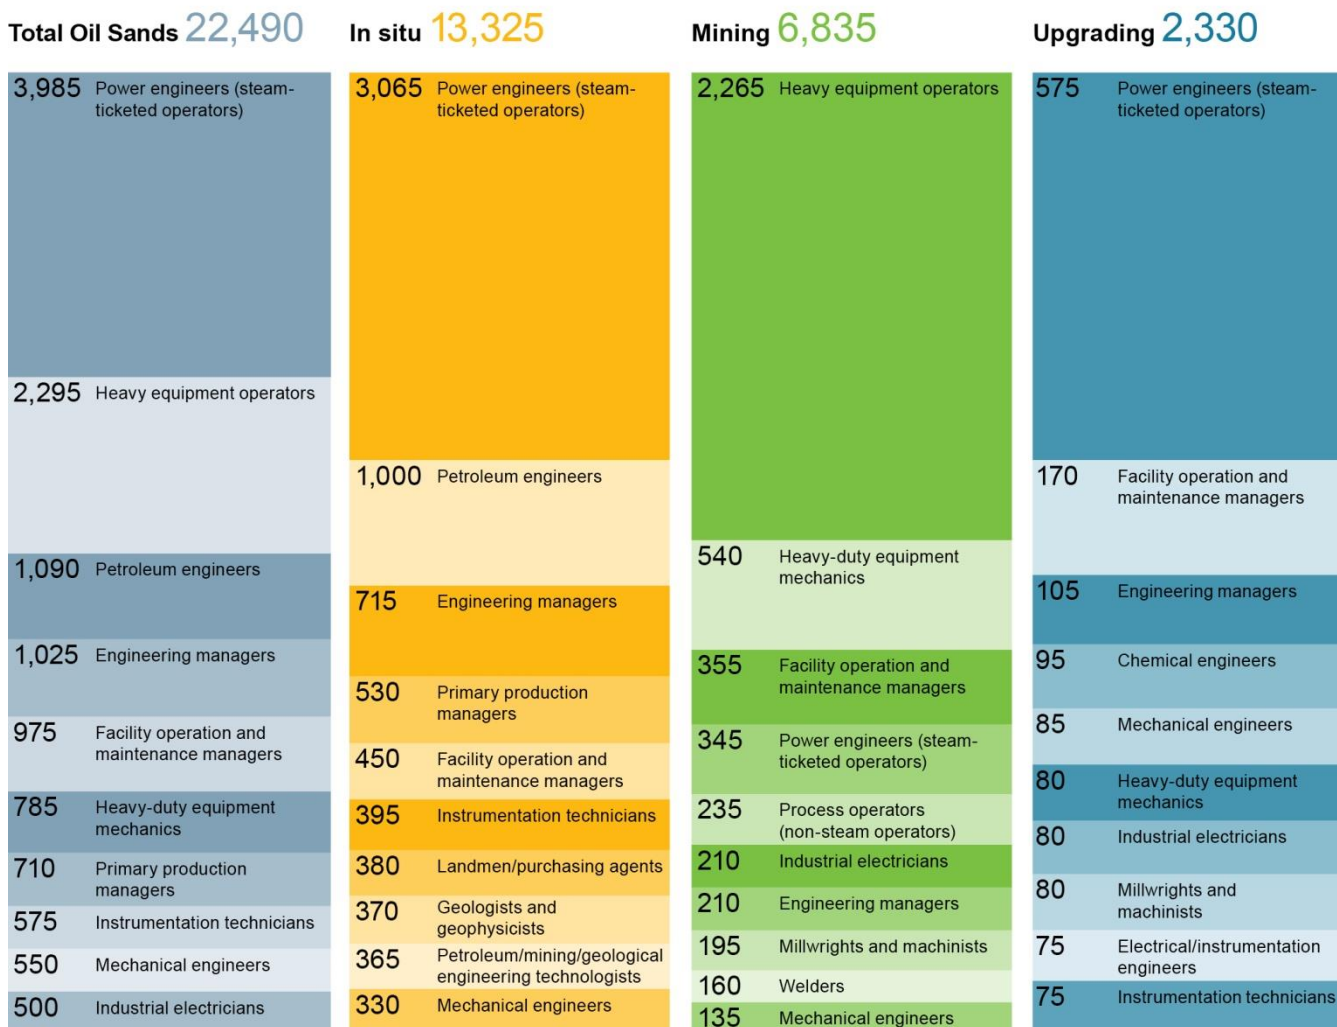 Total Oil Sands 22,490
3,985 Power engineers (steam-
ticketed operators)
2,295 Heavy equipment operators
1,090 Petroleum engineers
1,025 Engineering managers
975 Facility operation and
maintenance managers
785 Heavy-duty equipment
mechanics
710 Primary production
managers
575 Instrumentation technicians
550 Mechanical engineers
500 Industrial electricians
In situ 13,325
3,065 Power engineers (steam-
ticketed operators)
1,000 Petroleum engineers
715 Engineering managers
530 Primary production
managers
450 Facility operation and
maintenance managers
395 Instrumentation technicians
380 Landmen/purchasing agents
370 Geologists and
geophysicists
365 Petroleum/mining/geological
engineering technologists
330 Mechanical engineers
Mining 6,835
2,265 Heavy equipment operators
540 Heavy-duty equipment
mechanics
355 Facility operation and
maintenance managers
345 Power engineers (steam-
ticketed operators)
235 Process operators
(non-steam operators)
210 Industrial electricians
210 Engineering managers
195 Millwrights and machinists
160 Welders
135 Mechanical engineers
Upgrading 2,330
575 Power engineers (steam-
ticketed operators)
170 Facility operation and
maintenance managers
105 Engineering managers
95 Chemical engineers
85 Mechanical engineers
80 Heavy-duty equipment
mechanics
80 Industrial electricians
80 Millwrights and
machinists
75 Electrical/instrumentation
engineers
75 Instrumentation technicians